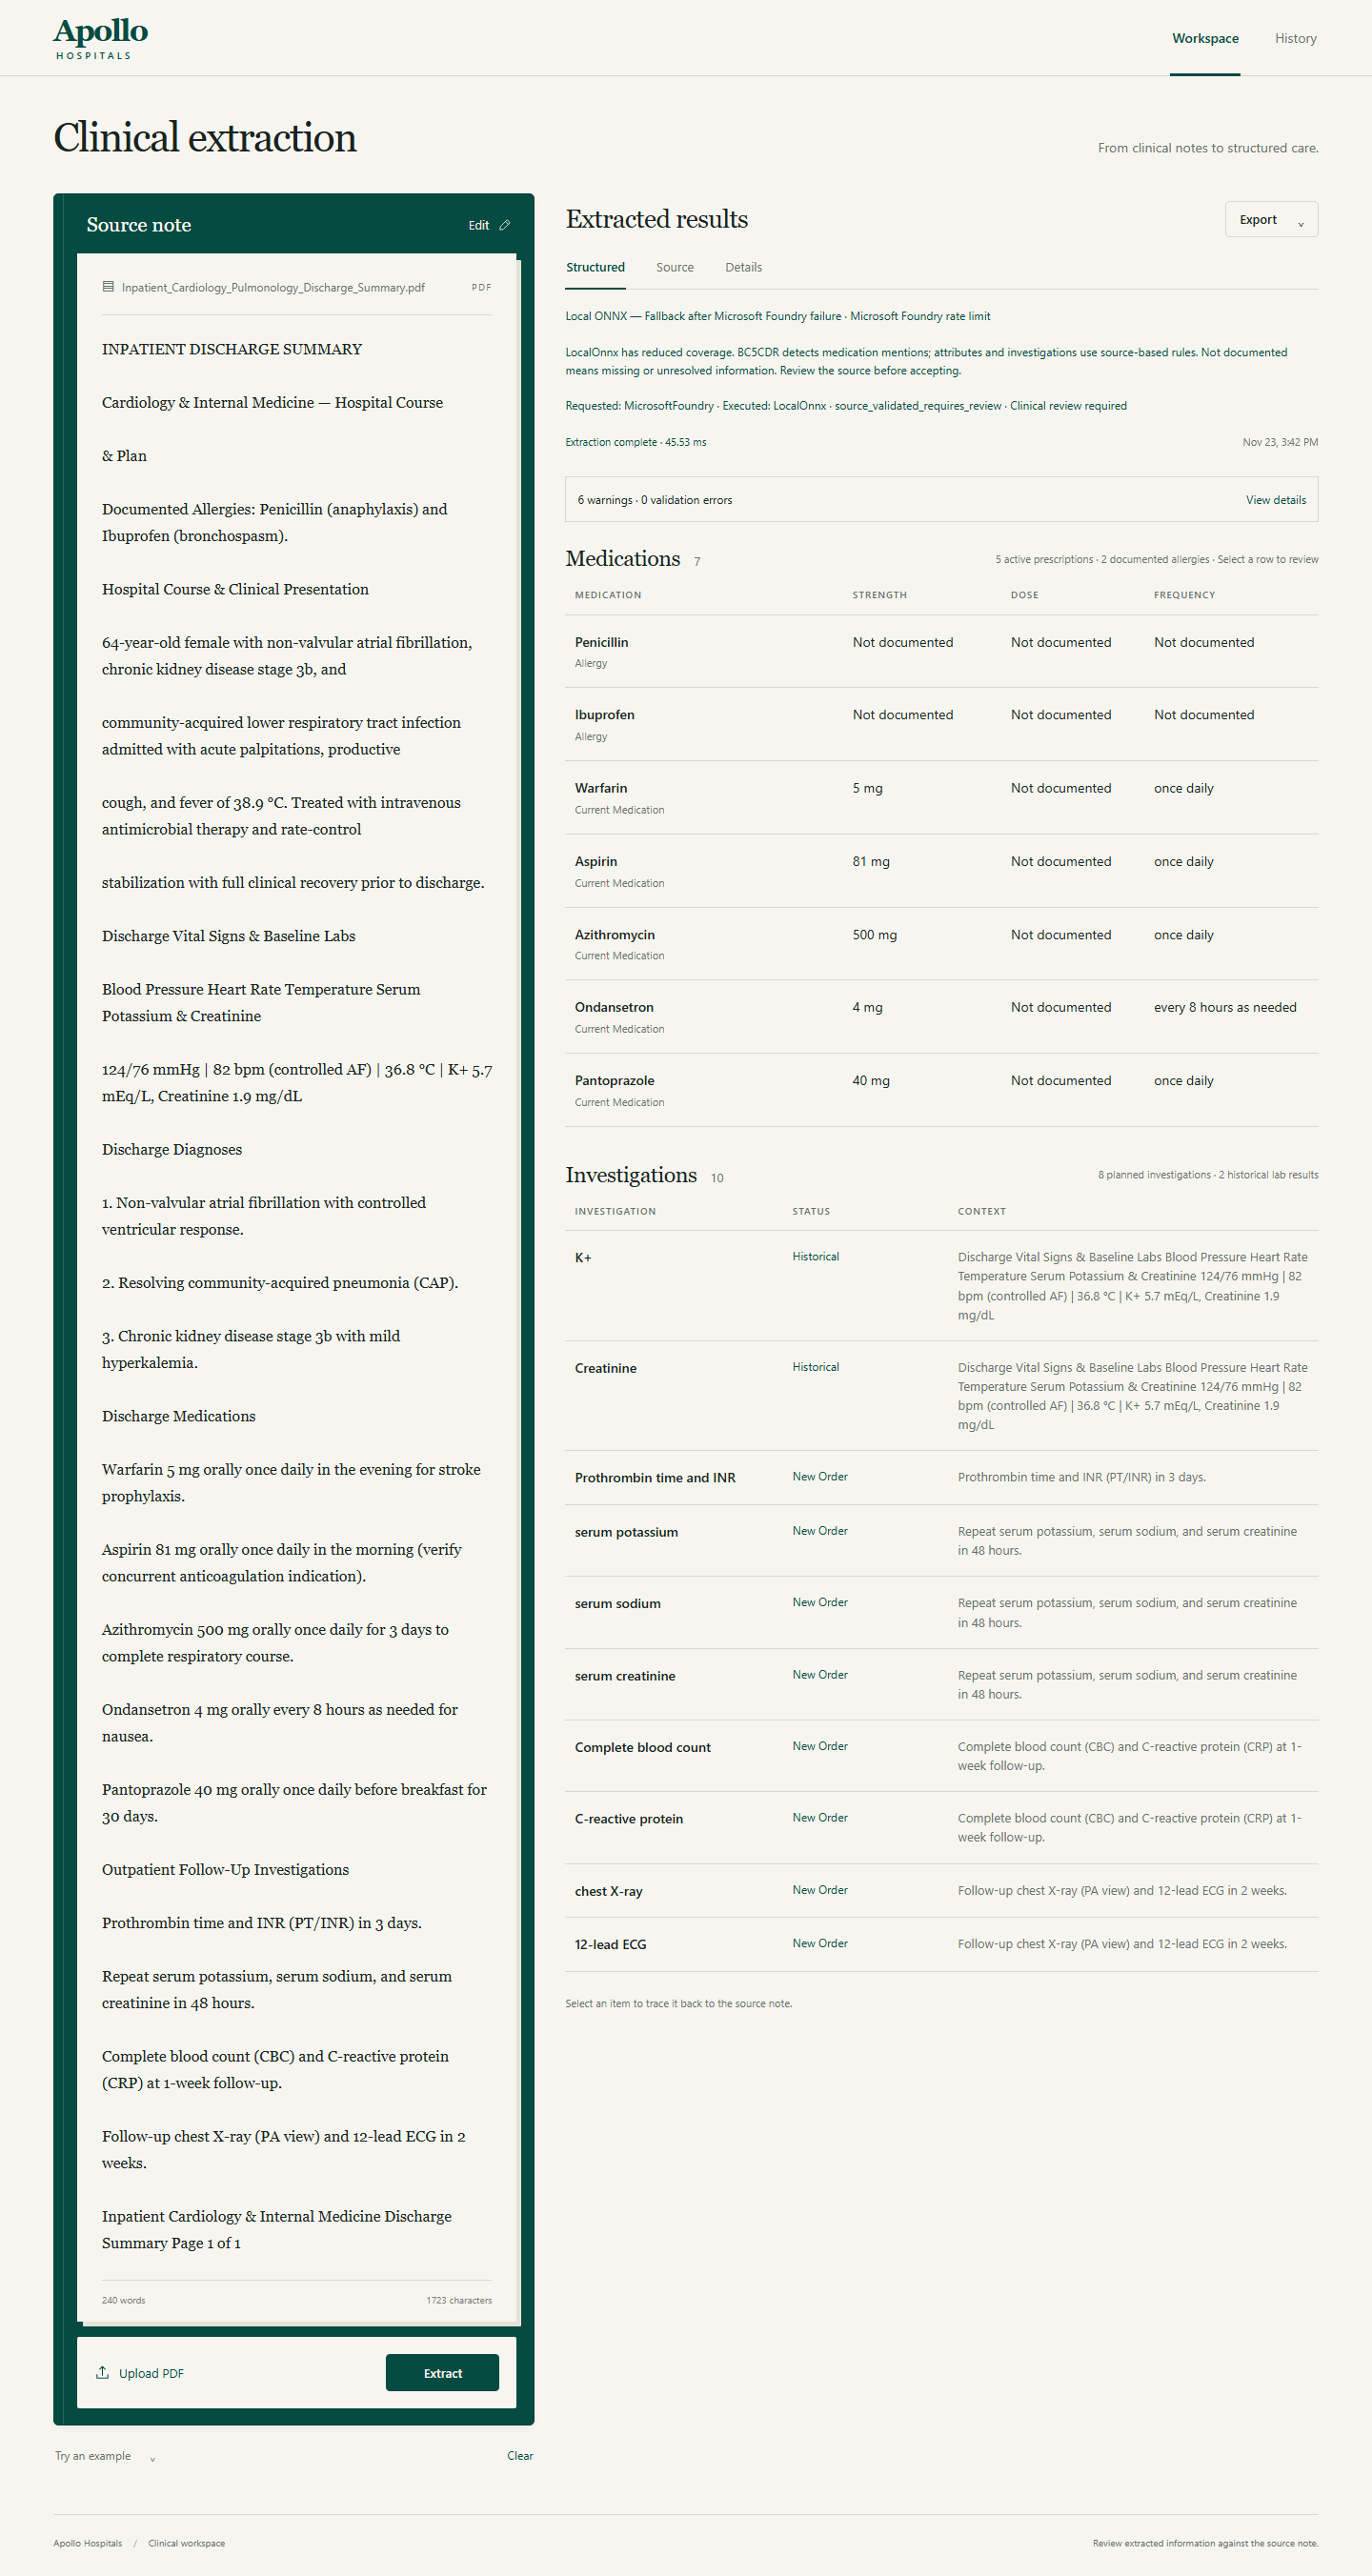 Apollo
HOSPITALS
Workspace
History
Clinical extraction
From clinical notes to structured care.
Source note
Edit
Inpatient_Cardiology_Pulmonology_Discharge_Summary.pdf
PDF
INPATIENT DISCHARGE SUMMARY
Cardiology & Internal Medicine — Hospital Course
& Plan
Documented Allergies: Penicillin (anaphylaxis) and
Ibuprofen (bronchospasm).
Hospital Course & Clinical Presentation
64-year-old female with non-valvular atrial fibrillation,
chronic kidney disease stage 3b, and
community-acquired lower respiratory tract infection
admitted with acute palpitations, productive
cough, and fever of 38.9 °C. Treated with intravenous
antimicrobial therapy and rate-control
stabilization with full clinical recovery prior to discharge.
Discharge Vital Signs & Baseline Labs
Blood Pressure Heart Rate Temperature Serum
Potassium & Creatinine
124/76 mmHg | 82 bpm (controlled AF) | 36.8 °C | K+ 5.7
mEq/L, Creatinine 1.9 mg/dL
Discharge Diagnoses
1. Non-valvular atrial fibrillation with controlled
ventricular response.
2. Resolving community-acquired pneumonia (CAP).
3. Chronic kidney disease stage 3b with mild
hyperkalemia.
Discharge Medications
Warfarin 5 mg orally once daily in the evening for stroke
prophylaxis.
Aspirin 81 mg orally once daily in the morning (verify
concurrent anticoagulation indication).
Azithromycin 500 mg orally once daily for 3 days to
complete respiratory course.
Ondansetron 4 mg orally every 8 hours as needed for
nausea.
Pantoprazole 40 mg orally once daily before breakfast for
30 days.
Outpatient Follow-Up Investigations
Prothrombin time and INR (PT/INR) in 3 days.
Repeat serum potassium, serum sodium, and serum
creatinine in 48 hours.
Complete blood count (CBC) and C-reactive protein
(CRP) at 1-week follow-up.
Follow-up chest X-ray (PA view) and 12-lead ECG in 2
weeks.
Inpatient Cardiology & Internal Medicine Discharge
Summary Page 1 of 1
240 words
1723 characters
Upload PDF
Extract
Try an example
Clear
Extracted results
Export
Structured
Source
Details
Local ONNX — Fallback after Microsoft Foundry failure · Microsoft Foundry rate limit
LocalOnnx has reduced coverage. BC5CDR detects medication mentions; attributes and investigations use source-based rules. Not documented
means missing or unresolved information. Review the source before accepting.
Requested: MicrosoftFoundry · Executed: LocalOnnx · source_validated_requires_review · Clinical review required
Extraction complete · 45.53 ms
Nov 23, 3:42 PM
6 warnings · 0 validation errors
View details
Medications 7
5 active prescriptions · 2 documented allergies · Select a row to review
MEDICATION STRENGTH DOSE FREQUENCY
Penicillin Not documented Not documented Not documented
Allergy
Ibuprofen Not documented Not documented Not documented
Allergy
Warfarin 5 mg Not documented once daily
Current Medication
Aspirin 81 mg Not documented once daily
Current Medication
Azithromycin 500 mg Not documented once daily
Current Medication
Ondansetron 4 mg Not documented every 8 hours as needed
Current Medication
Pantoprazole 40 mg Not documented once daily
Current Medication
Investigations 10
8 planned investigations · 2 historical lab results
INVESTIGATION STATUS CONTEXT
K+ Historical Discharge Vital Signs & Baseline Labs Blood Pressure Heart Rate
Temperature Serum Potassium & Creatinine 124/76 mmHg | 82
bpm (controlled AF) | 36.8 °C | K+ 5.7 mEq/L, Creatinine 1.9
mg/dL
Creatinine Historical Discharge Vital Signs & Baseline Labs Blood Pressure Heart Rate
Temperature Serum Potassium & Creatinine 124/76 mmHg | 82
bpm (controlled AF) | 36.8 °C | K+ 5.7 mEq/L, Creatinine 1.9
mg/dL
Prothrombin time and INR New Order Prothrombin time and INR (PT/INR) in 3 days.
serum potassium New Order Repeat serum potassium, serum sodium, and serum creatinine
in 48 hours.
serum sodium New Order Repeat serum potassium, serum sodium, and serum creatinine
in 48 hours.
serum creatinine New Order Repeat serum potassium, serum sodium, and serum creatinine
in 48 hours.
Complete blood count New Order Complete blood count (CBC) and C-reactive protein (CRP) at 1-
week follow-up.
C-reactive protein New Order Complete blood count (CBC) and C-reactive protein (CRP) at 1-
week follow-up.
chest X-ray New Order Follow-up chest X-ray (PA view) and 12-lead ECG in 2 weeks.
12-lead ECG New Order Follow-up chest X-ray (PA view) and 12-lead ECG in 2 weeks.
Select an item to trace it back to the source note.
Apollo Hospitals / Clinical workspace
Review extracted information against the source note.